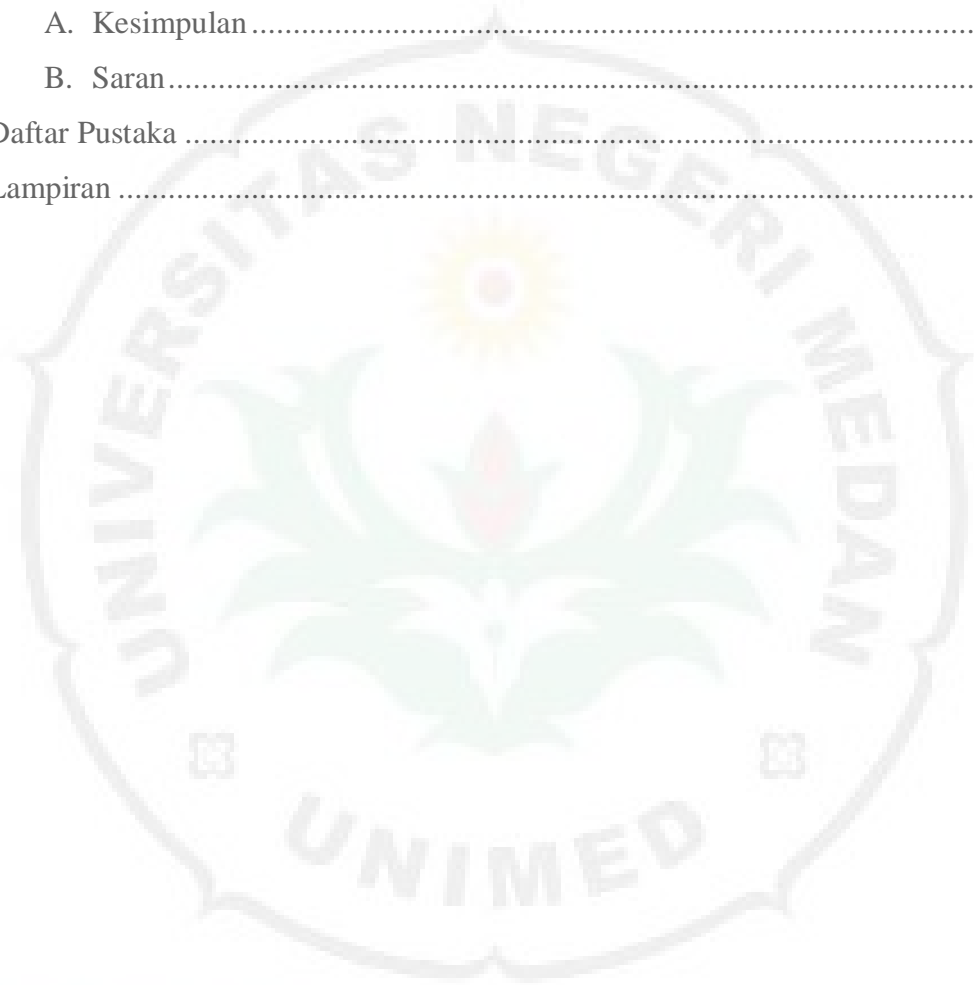 A. Kesimpulan ........................................................................................
B. Saran ..................................................................................................
Daftar Pustaka ........................................................................................
Lampiran ................................................................................................
UNIVERSITAS NEGERI MEDAN
UNIMED